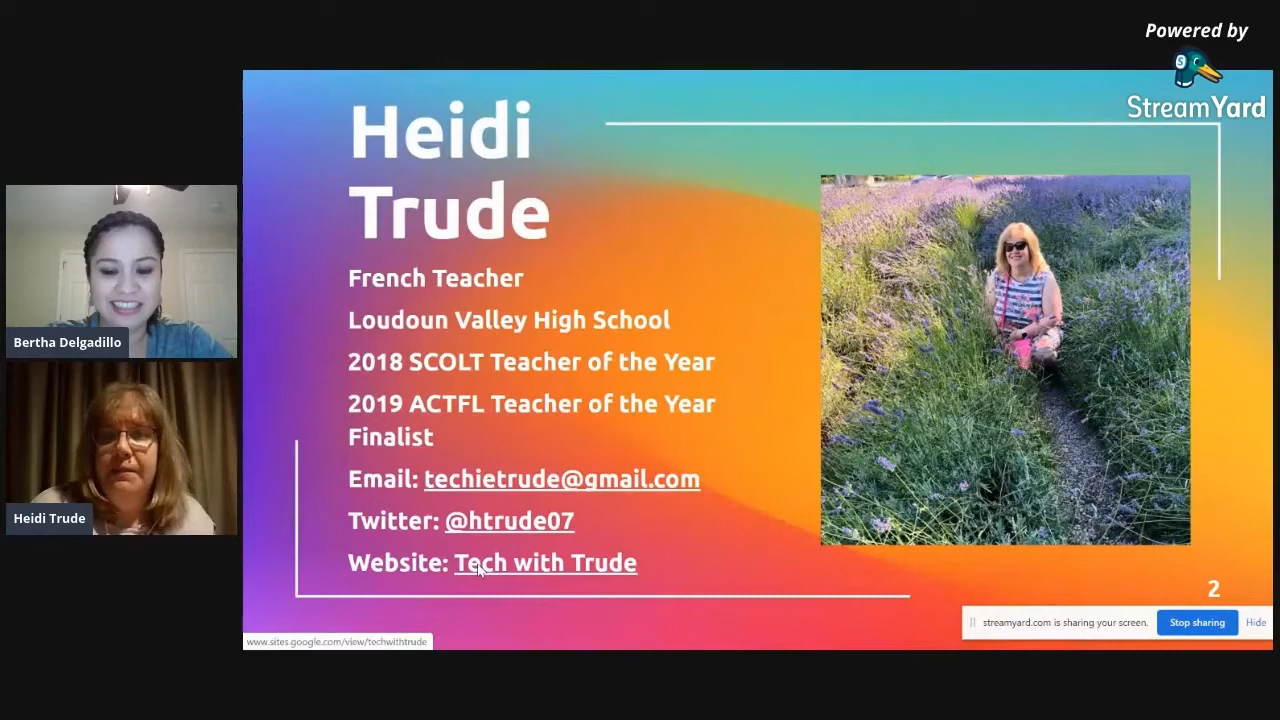 Powered by
StreamYard
Heidi
Trude
French Teacher
Loudoun Valley High School
2018 SCOLT Teacher of the Year
2019 ACTFL Teacher of the Year
Finalist
Email: techietrude@gmail.com
Twitter: @htrude07
Website: Tech with Trude
2
Bertha Delgadillo
Heidi Trude
streamyard.com is sharing your screen.
Stop sharing
Hide
www.sites.google.com/view/techwithtrude